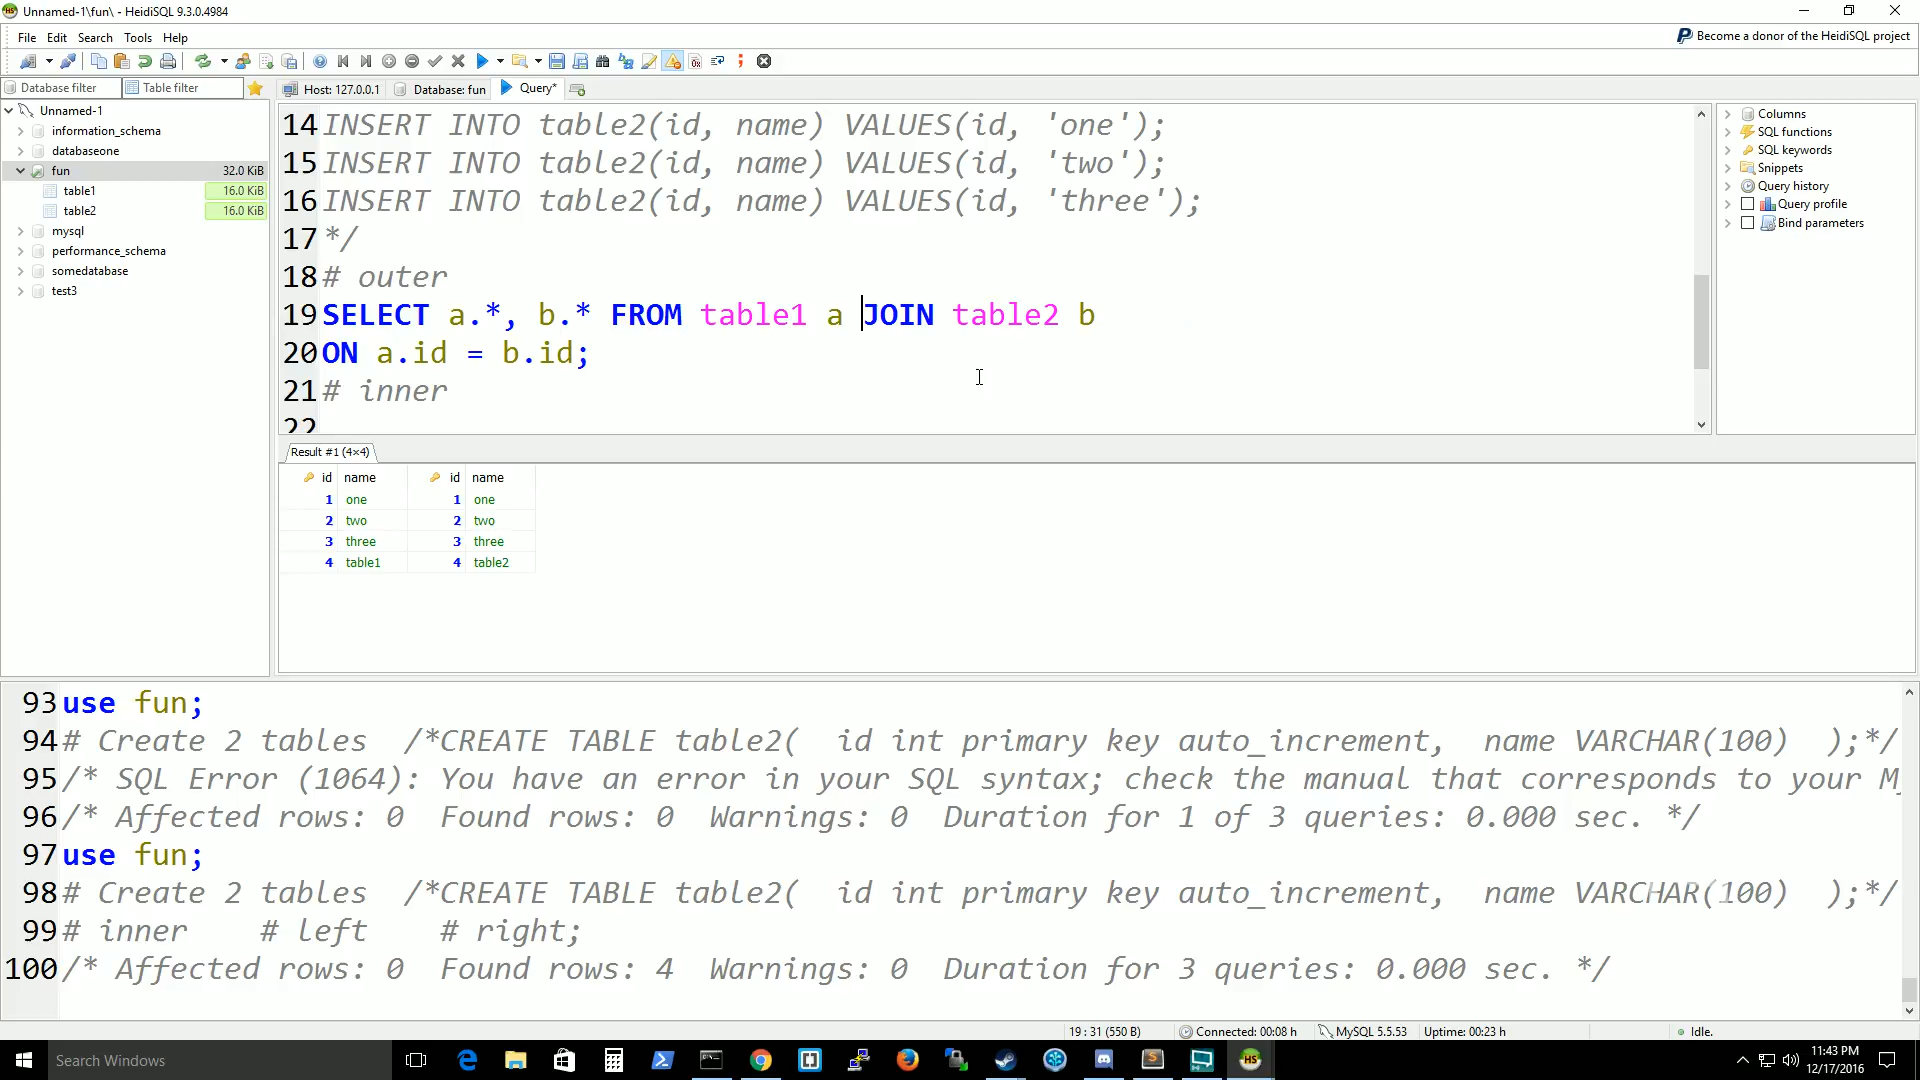 Unnamed-1\fun\ - HeidiSQL 9.3.0.4984
File Edit Search Tools Help
Become a donor of the HeidiSQL project
Database filter Table filter
Host: 127.0.0.1 Database: fun Query*
Unnamed-1
information_schema
databaseone
fun 32.0 KiB
table1 16.0 KiB
table2 16.0 KiB
mysql
performance_schema
somedatabase
test3
14 INSERT INTO table2(id, name) VALUES(id, 'one');
15 INSERT INTO table2(id, name) VALUES(id, 'two');
16 INSERT INTO table2(id, name) VALUES(id, 'three');
17 */
18 # outer
19 SELECT a.*, b.* FROM table1 a JOIN table2 b
20 ON a.id = b.id;
21 # inner
22
Columns
SQL functions
SQL keywords
Snippets
Query history
Query profile
Bind parameters
Result #1 (4×4)
id name id name
1 one 1 one
2 two 2 two
3 three 3 three
4 table1 4 table2
93 use fun;
94 # Create 2 tables /*CREATE TABLE table2( id int primary key auto_increment, name VARCHAR(100) );*/
95 /* SQL Error (1064): You have an error in your SQL syntax; check the manual that corresponds to your M
96 /* Affected rows: 0 Found rows: 0 Warnings: 0 Duration for 1 of 3 queries: 0.000 sec. */
97 use fun;
98 # Create 2 tables /*CREATE TABLE table2( id int primary key auto_increment, name VARCHAR(100) );*/
99 # inner # left # right;
100 /* Affected rows: 0 Found rows: 4 Warnings: 0 Duration for 3 queries: 0.000 sec. */
19 : 31 (550 B) Connected: 00:08 h MySQL 5.5.53 Uptime: 00:23 h Idle.
Search Windows
11:43 PM
12/17/2016